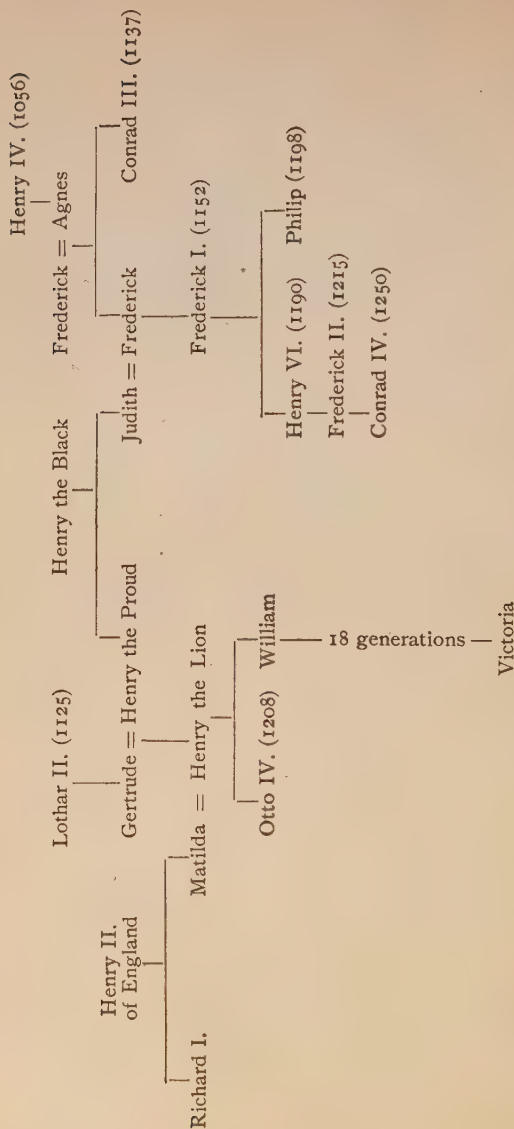 Henry IV. (1056)
Lothar II. (1125)
Henry the Black
Frederick = Agnes
Henry II.
of England
Gertrude = Henry the Proud
Judith = Frederick
Conrad III. (1137)
Richard I.
Matilda = Henry the Lion
Frederick I. (1152)
Otto IV. (1208)
William
Henry VI. (1190)
Philip (1198)
Frederick II. (1215)
18 generations
Conrad IV. (1250)
Victoria